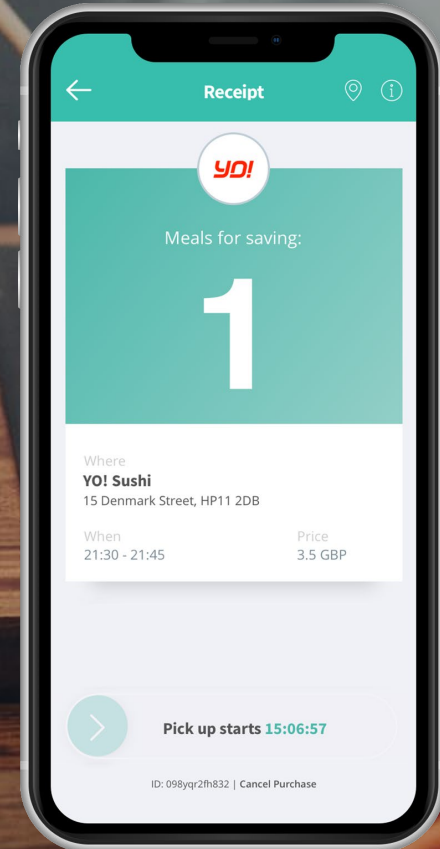 Receipt
YO!
Meals for saving:
1
Where
YO! Sushi
15 Denmark Street, HP11 2DB
When Price
21:30 - 21:45 3.5 GBP
Pick up starts 15:06:57
ID: 098yqr2fh832 | Cancel Purchase